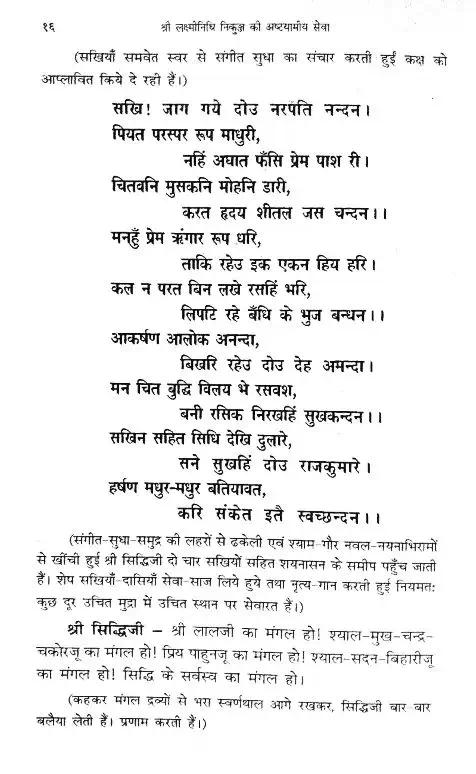 १६ श्री लक्ष्मीनिधि निकुञ्ज की अष्टयामीय सेवा
(सखियाँ समवेत स्वर से संगीत सुधा का संचार करती हुईं कक्ष को
आप्लावित किये दे रही हैं।)
सखि! जाग गये दोउ नरपति नन्दन।
पियत परस्पर रूप माधुरी,
नहिं अघात फँसि प्रेम पाश री।
चितवनि मुसकनि मोहनि डारी,
करत हृदय शीतल जस चन्दन।।
मनहुँ प्रेम ऋंगार रूप धरि,
ताकि रहेउ इक एकन हिय हरि।
कल न परत बिन लखे रसहिं भरि,
लिपटि रहे बँधि के भुज बन्धन।।
आकर्षण आलोक अनन्दा,
बिखरि रहेउ दोउ देह अमन्दा।
मन चित बुद्धि विलय भे रसवश,
बनी रसिक निरखहिं सुखकन्दन।।
सखिन सहित सिधि देखि दुलारे,
सने सुखहिं दोउ राजकुमारे।
हर्षण मधुर-मधुर बतियावत,
करि संकेत इतै स्वच्छन्दन।।
(संगीत-सुधा-समुद्र की लहरों से ढकेली एवं श्याम-गौर नवल-नयनाभिरामों
से खींची हुई श्री सिद्धिजी दो चार सखियों सहित शयनासन के समीप पहुँच जाती
हैं। शेष सखियाँ-दासियाँ सेवा-साज लिये हुये तथा नृत्य-गान करती हुई नियमतः
कुछ दूर उचित मुद्रा में उचित स्थान पर सेवारत हैं।)
श्री सिद्धिजी – श्री लालजी का मंगल हो! श्याल-मुख-चन्द्र-
चकोरजू का मंगल हो! प्रिय पाहुनजू का मंगल हो! श्याल-सदन-बिहारीजू
का मंगल हो! सिद्धि के सर्वस्व का मंगल हो।
(कहकर मंगल द्रव्यों से भरा स्वर्णथाल आगे रखकर, सिद्धिजी बार-बार
बलैया लेती हैं। प्रणाम करती हैं।)